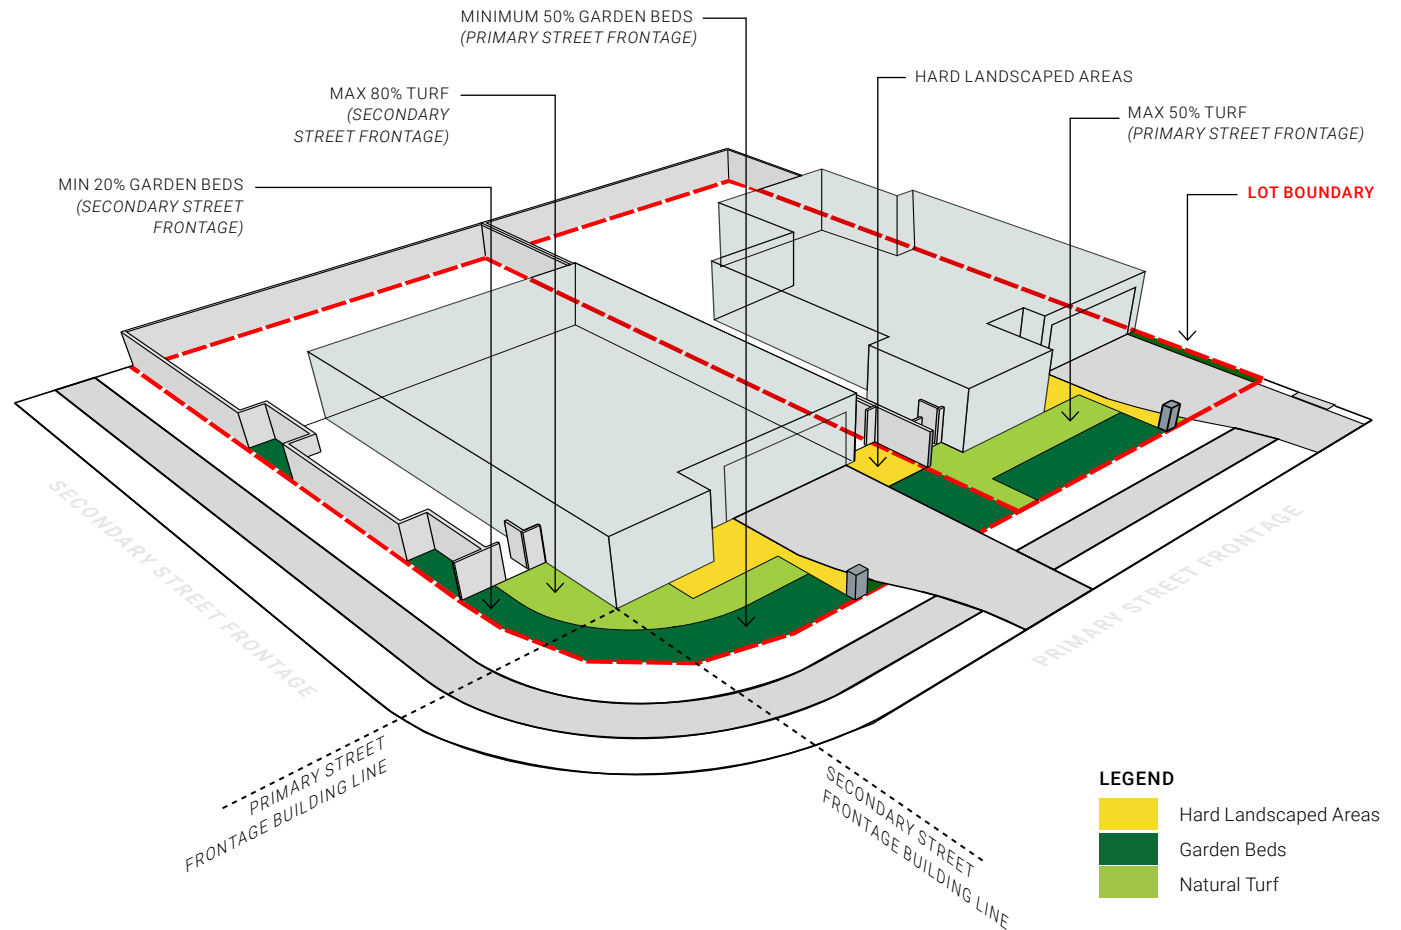 MINIMUM 50% GARDEN BEDS
(PRIMARY STREET FRONTAGE)
HARD LANDSCAPED AREAS
MAX 80% TURF
(SECONDARY
STREET FRONTAGE)
MAX 50% TURF
(PRIMARY STREET FRONTAGE)
MIN 20% GARDEN BEDS
(SECONDARY STREET
FRONTAGE)
LOT BOUNDARY
SECONDARY STREET FRONTAGE
PRIMARY STREET FRONTAGE
PRIMARY STREET
FRONTAGE BUILDING LINE
SECONDARY STREET
FRONTAGE BUILDING LINE
LEGEND
Hard Landscaped Areas
Garden Beds
Natural Turf